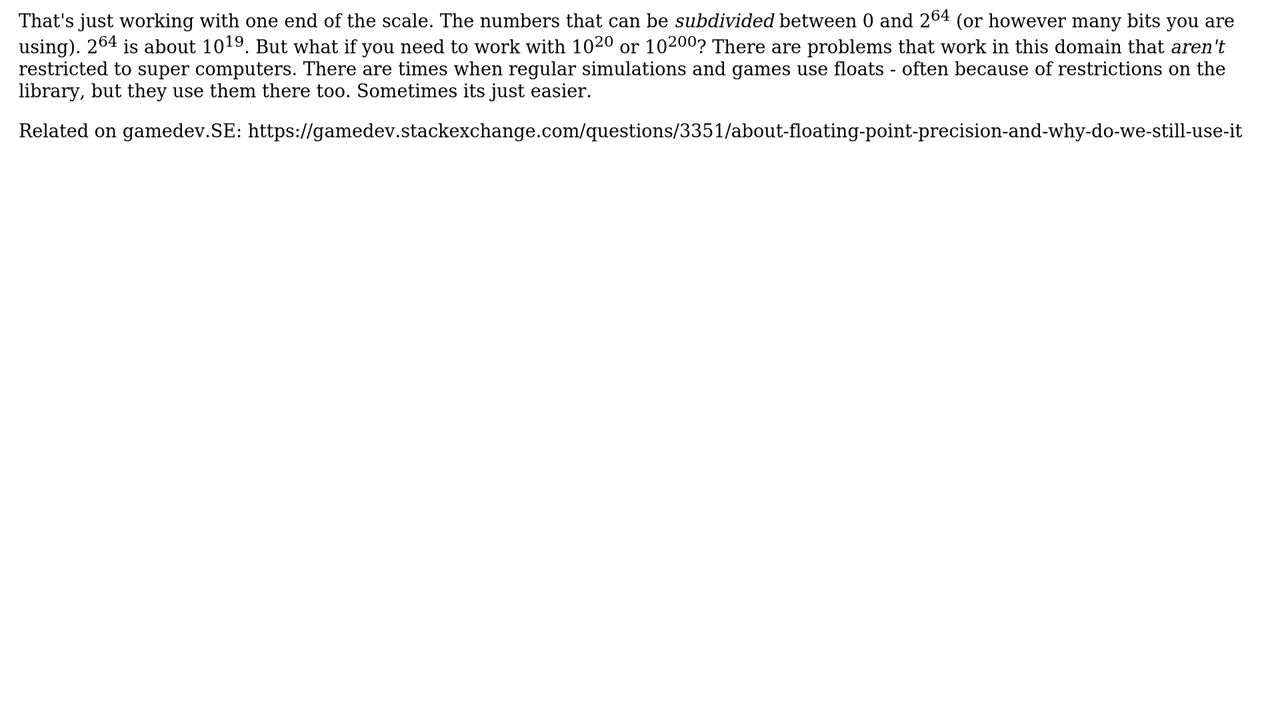 That's just working with one end of the scale. The numbers that can be subdivided between 0 and 2^64 (or however many bits you are
using). 2^64 is about 10^19. But what if you need to work with 10^20 or 10^200? There are problems that work in this domain that aren't
restricted to super computers. There are times when regular simulations and games use floats - often because of restrictions on the
library, but they use them there too. Sometimes its just easier.
Related on gamedev.SE: https://gamedev.stackexchange.com/questions/3351/about-floating-point-precision-and-why-do-we-still-use-it